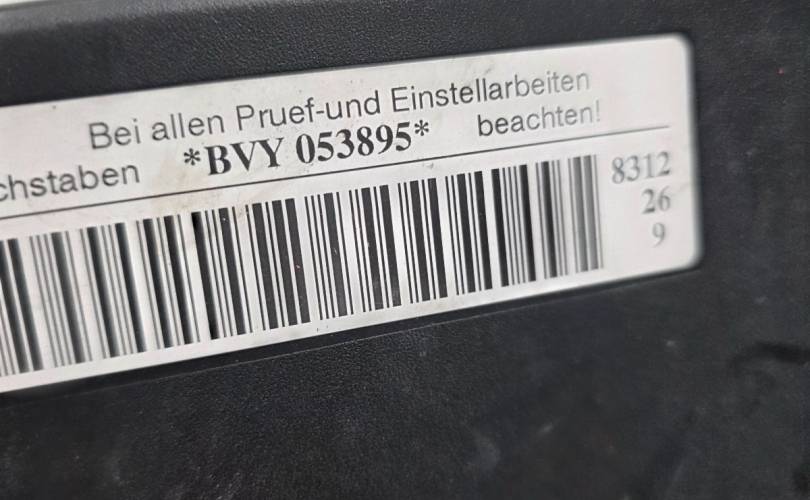 Bei allen Pruef-und Einstellarbeiten
chstaben *BVY 053895* beachten!
8312
26
9